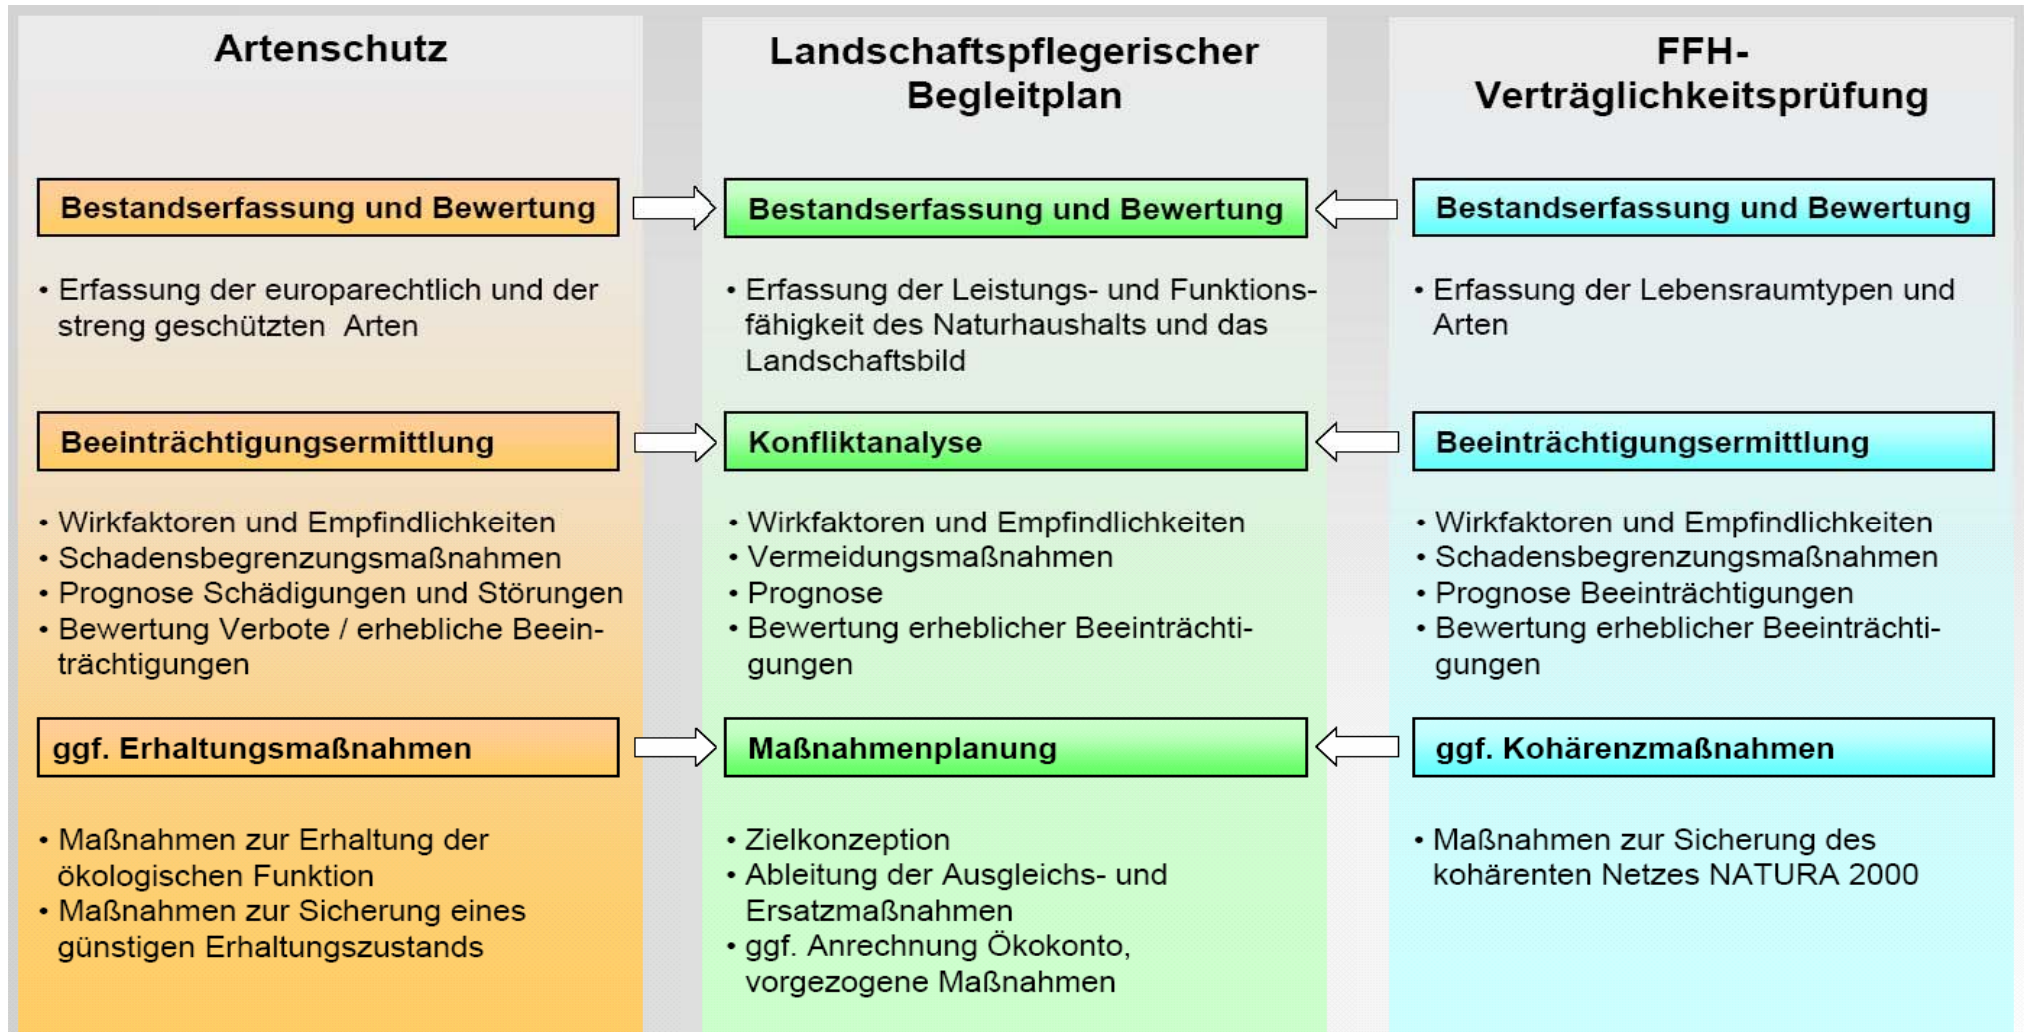 Artenschutz
Bestandserfassung und Bewertung
• Erfassung der europarechtlich und der
streng geschützten Arten
Beeinträchtigungsermittlung
• Wirkfaktoren und Empfindlichkeiten
• Schadensbegrenzungsmaßnahmen
• Prognose Schädigungen und Störungen
• Bewertung Verbote / erhebliche Beein-
trächtigungen
ggf. Erhaltungsmaßnahmen
• Maßnahmen zur Erhaltung der
ökologischen Funktion
• Maßnahmen zur Sicherung eines
günstigen Erhaltungszustands
Landschaftspflegerischer
Begleitplan
Bestandserfassung und Bewertung
• Erfassung der Leistungs- und Funktions-
fähigkeit des Naturhaushalts und das
Landschaftsbild
Konfliktanalyse
• Wirkfaktoren und Empfindlichkeiten
• Vermeidungsmaßnahmen
• Prognose
• Bewertung erheblicher Beeinträchti-
gungen
Maßnahmenplanung
• Zielkonzeption
• Ableitung der Ausgleichs- und
Ersatzmaßnahmen
• ggf. Anrechnung Ökokonto,
vorgezogene Maßnahmen
FFH-
Verträglichkeitsprüfung
Bestandserfassung und Bewertung
• Erfassung der Lebensraumtypen und
Arten
Beeinträchtigungsermittlung
• Wirkfaktoren und Empfindlichkeiten
• Schadensbegrenzungsmaßnahmen
• Prognose Beeinträchtigungen
• Bewertung erheblicher Beeinträchti-
gungen
ggf. Kohärenzmaßnahmen
• Maßnahmen zur Sicherung des
kohärenten Netzes NATURA 2000